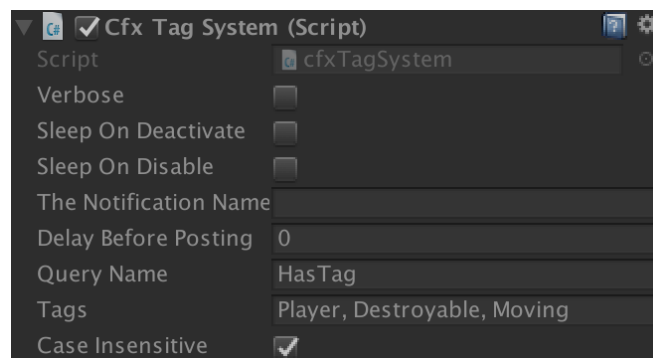 Cfx Tag System (Script)
Script cfxTagSystem
Verbose
Sleep On Deactivate
Sleep On Disable
The Notification Name
Delay Before Posting 0
Query Name HasTag
Tags Player, Destroyable, Moving
Case Insensitive